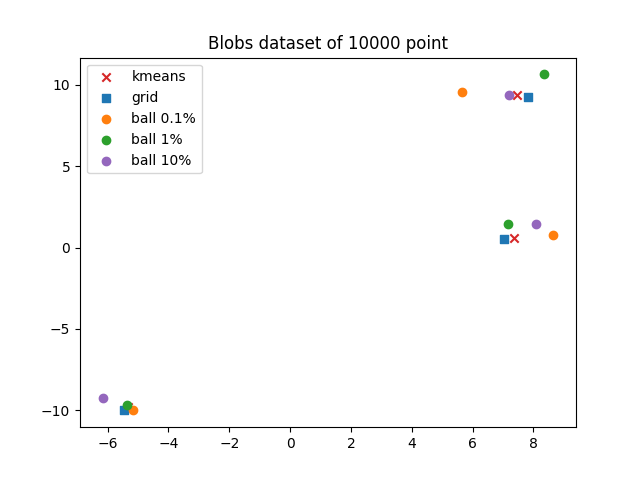 Blobs dataset of 10000 point
kmeans
grid
ball 0.1%
ball 1%
ball 10%
10
5
0
−5
−10
−6 −4 −2 0 2 4 6 8